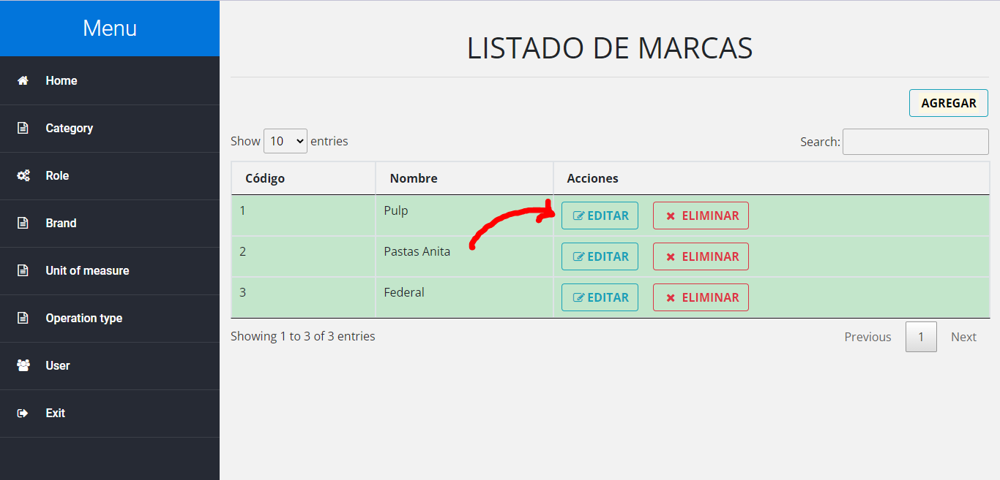 Menu
Home
Category
Role
Brand
Unit of measure
Operation type
User
Exit
LISTADO DE MARCAS
AGREGAR
Show 10 entries
Search:
Código Nombre Acciones
1 Pulp EDITAR ELIMINAR
2 Pastas Anita EDITAR ELIMINAR
3 Federal EDITAR ELIMINAR
Showing 1 to 3 of 3 entries
Previous 1 Next